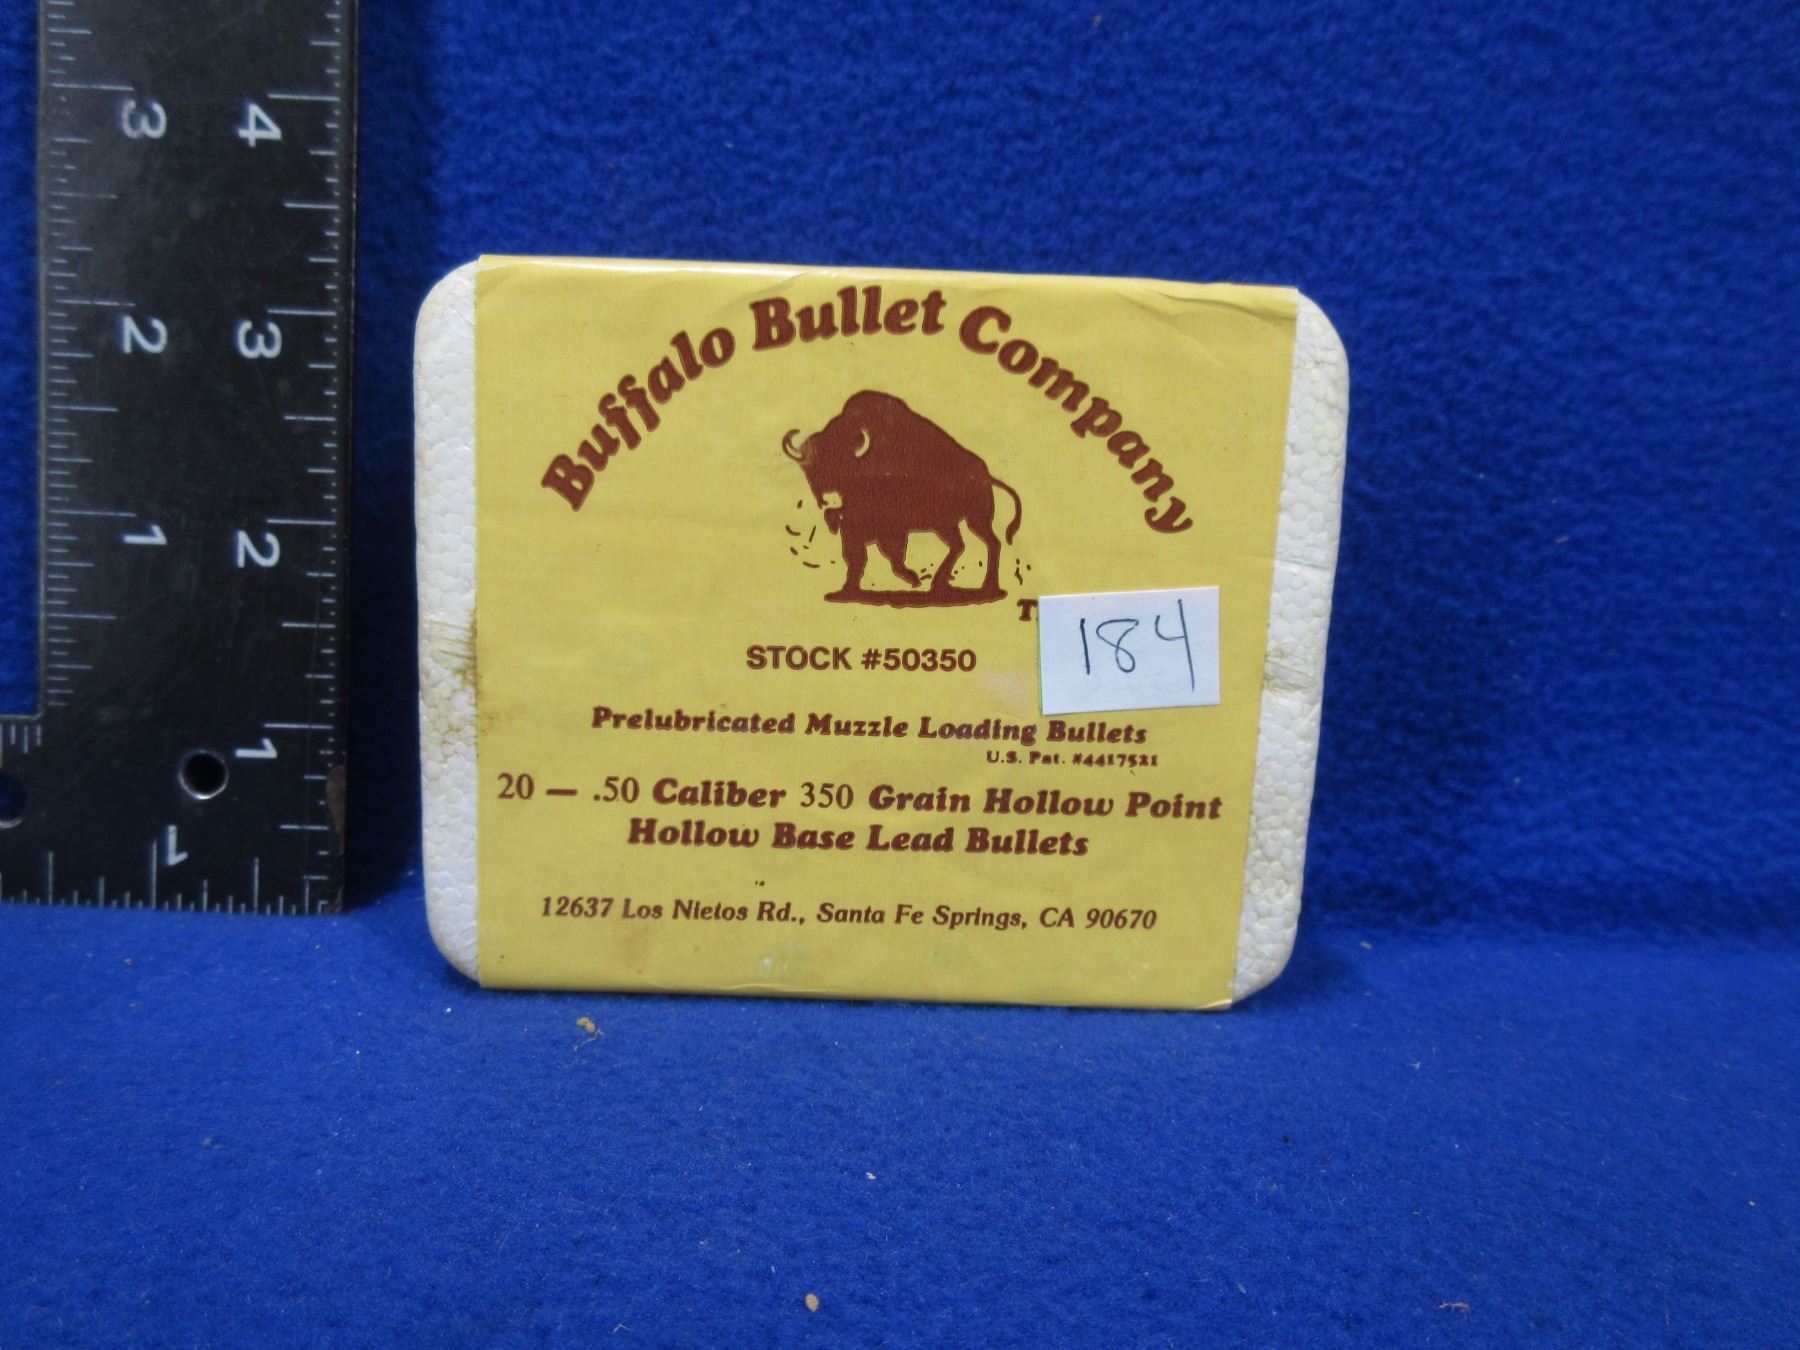 Buffalo Bullet Company
184
STOCK #50350
Prelubricated Muzzle Loading Bullets
U.S. Pat. #4417521
20 — .50 Caliber 350 Grain Hollow Point
Hollow Base Lead Bullets
12637 Los Nietos Rd., Santa Fe Springs, CA 90670
3 4
2 3
1 2
1
1